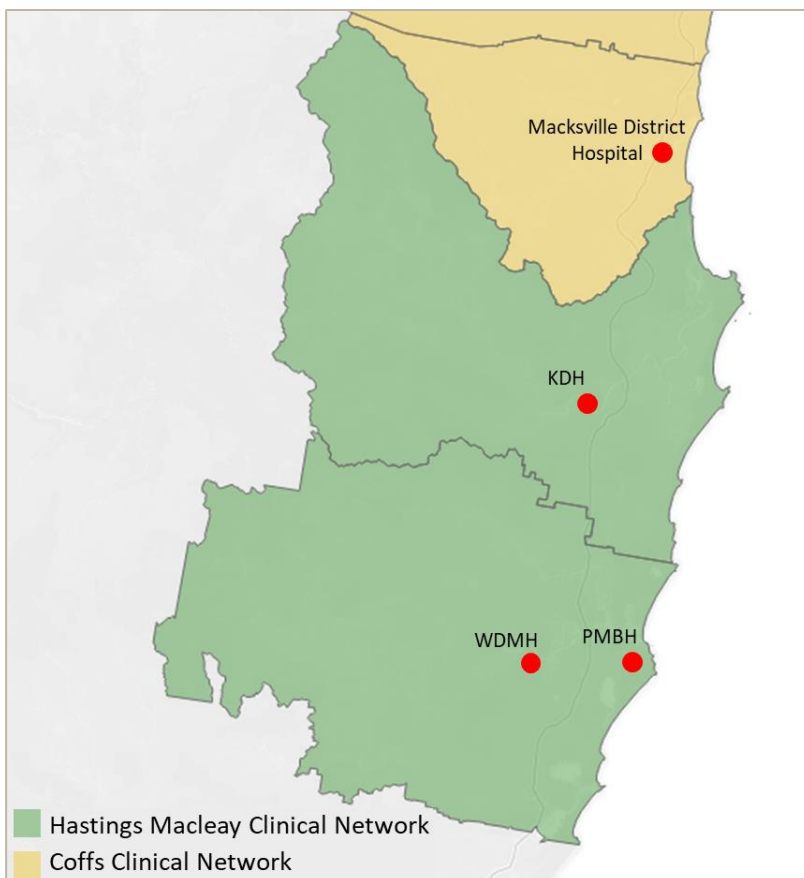 Macksville District
Hospital
KDH
WDMH
PMBH
Hastings Macleay Clinical Network
Coffs Clinical Network